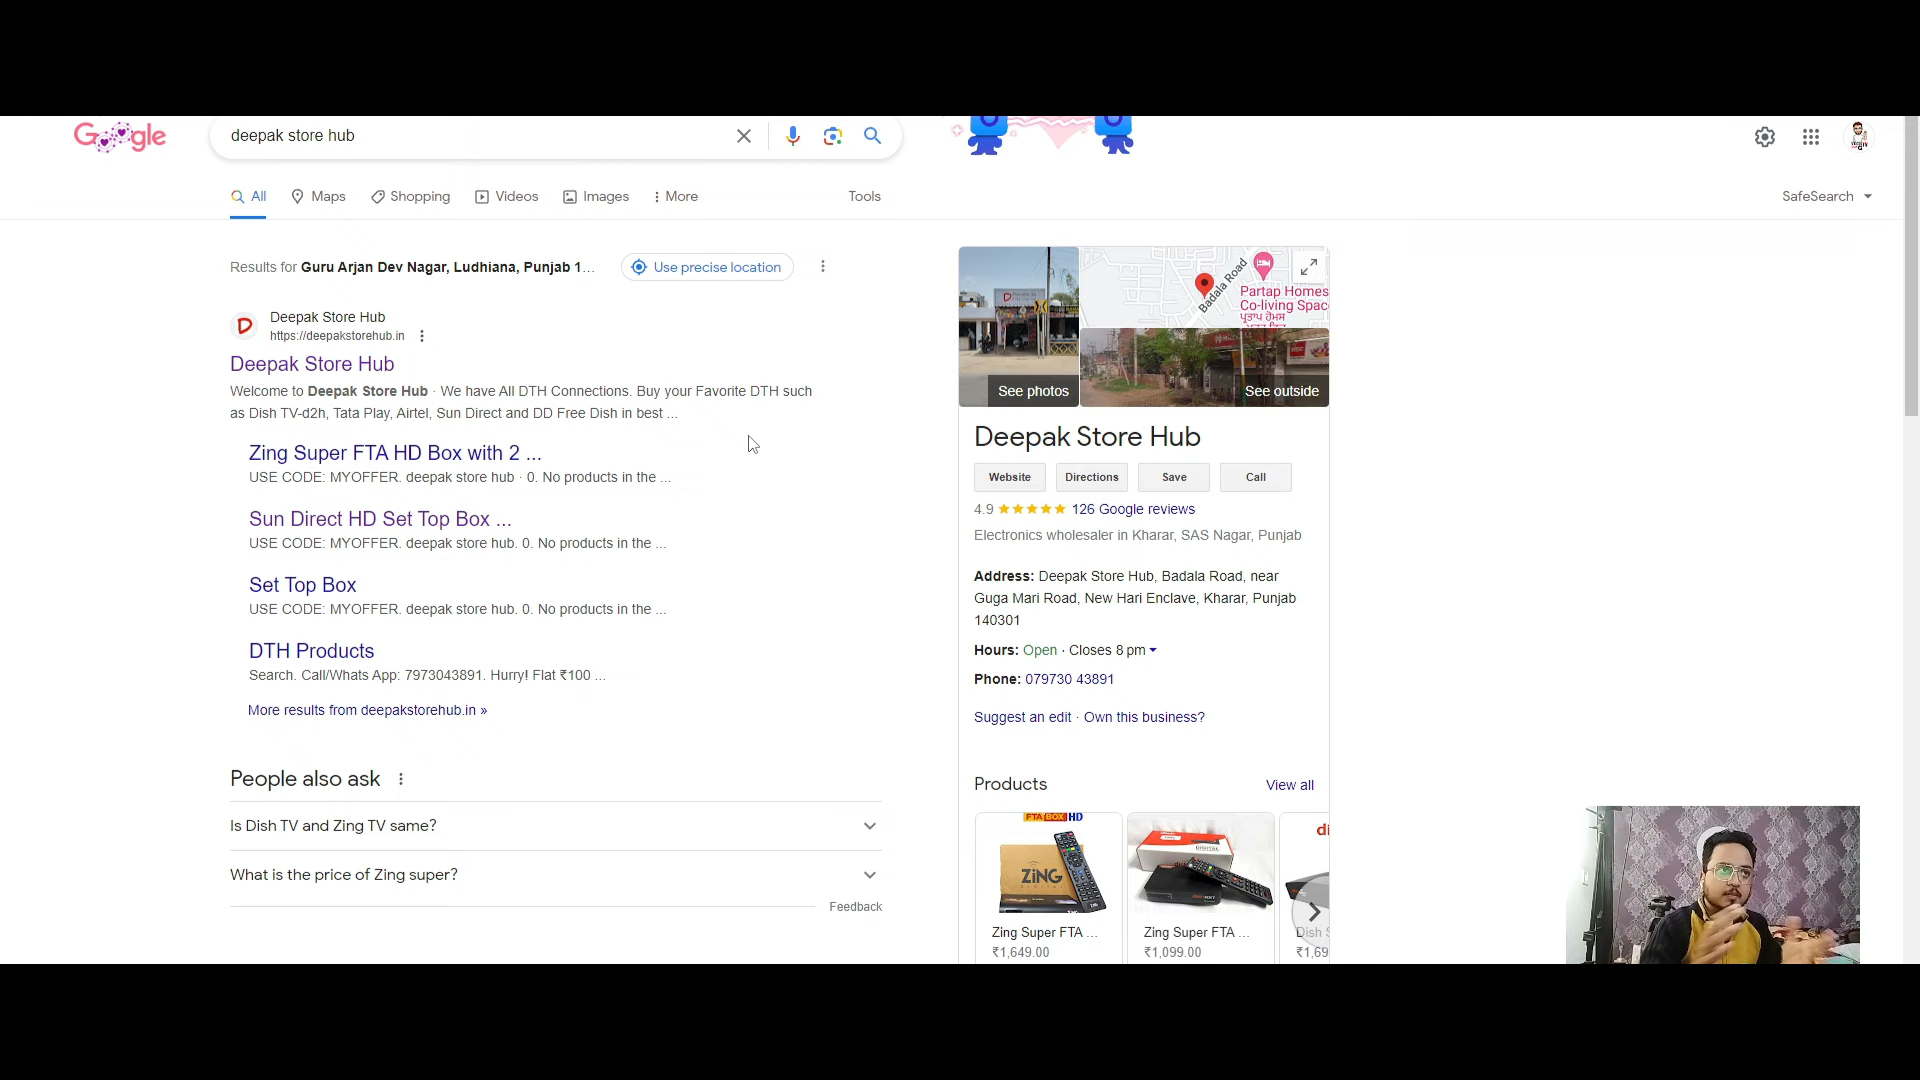 Google
deepak store hub
All
Maps
Shopping
Videos
Images
More
Tools
SafeSearch
Results for Guru Arjan Dev Nagar, Ludhiana, Punjab 1...
Use precise location
Deepak Store Hub
https://deepakstorehub.in
Deepak Store Hub
Welcome to Deepak Store Hub · We have All DTH Connections. Buy your Favorite DTH such
as Dish TV-d2h, Tata Play, Airtel, Sun Direct and DD Free Dish in best ...
Zing Super FTA HD Box with 2 ...
USE CODE: MYOFFER. deepak store hub · 0. No products in the ...
Sun Direct HD Set Top Box ...
USE CODE: MYOFFER. deepak store hub. 0. No products in the ...
Set Top Box
USE CODE: MYOFFER. deepak store hub. 0. No products in the ...
DTH Products
Search. Call/Whats App: 7973043891. Hurry! Flat ₹100 ...
More results from deepakstorehub.in »
People also ask
Is Dish TV and Zing TV same?
What is the price of Zing super?
Feedback
Badala Road
Partap Homes
Co-living Spac
ਪ੍ਰਤਾਪ ਹੋਮਸ
See photos
See outside
Deepak Store Hub
Website
Directions
Save
Call
4.9
126 Google reviews
Electronics wholesaler in Kharar, SAS Nagar, Punjab
Address: Deepak Store Hub, Badala Road, near
Guga Mari Road, New Hari Enclave, Kharar, Punjab
140301
Hours: Open · Closes 8 pm
Phone: 079730 43891
Suggest an edit · Own this business?
Products
View all
FTA BOX HD
ZiNG
DIGITAL
di
Zing Super FTA ...
₹1,649.00
Zing Super FTA ...
₹1,099.00
Dish S
₹1,69